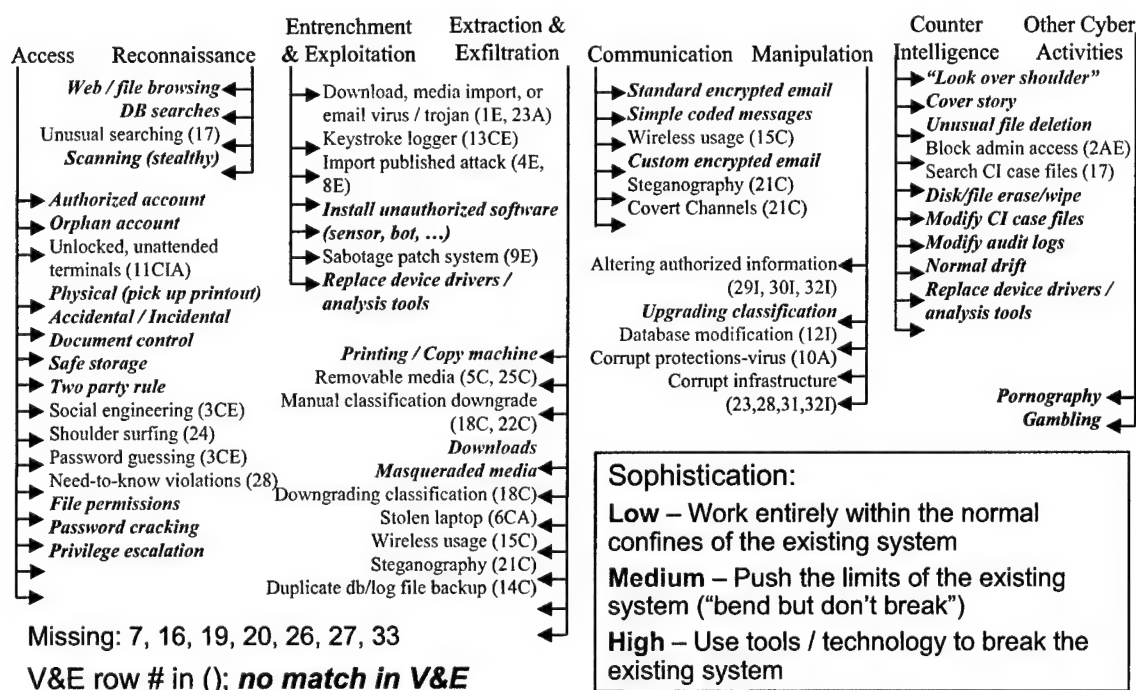 Access
Reconnaissance
Web / file browsing
DB searches
Unusual searching (17)
Scanning (stealthy)
Authorized account
Orphan account
Unlocked, unattended
terminals (11CIA)
Physical (pick up printout)
Accidental / Incidental
Document control
Safe storage
Two party rule
Social engineering (3CE)
Shoulder surfing (24)
Password guessing (3CE)
Need-to-know violations (28)
File permissions
Password cracking
Privilege escalation
Entrenchment
& Exploitation
Download, media import, or
email virus / trojan (1E, 23A)
Keystroke logger (13CE)
Import published attack (4E,
8E)
Install unauthorized software
(sensor, bot, ...)
Sabotage patch system (9E)
Replace device drivers /
analysis tools
Extraction &
Exfiltration
Printing / Copy machine
Removable media (5C, 25C)
Manual classification downgrade
(18C, 22C)
Downloads
Masqueraded media
Downgrading classification (18C)
Stolen laptop (6CA)
Wireless usage (15C)
Steganography (21C)
Duplicate db/log file backup (14C)
Communication
Standard encrypted email
Simple coded messages
Wireless usage (15C)
Custom encrypted email
Steganography (21C)
Covert Channels (21C)
Manipulation
Altering authorized information
(29I, 30I, 32I)
Upgrading classification
Database modification (12I)
Corrupt protections-virus (10A)
Corrupt infrastructure
(23,28,31,32I)
Counter
Intelligence
"Look over shoulder"
Cover story
Unusual file deletion
Block admin access (2AE)
Search CI case files (17)
Disk/file erase/wipe
Modify CI case files
Modify audit logs
Normal drift
Replace device drivers /
analysis tools
Other Cyber
Activities
Pornography
Gambling
Missing: 7, 16, 19, 20, 26, 27, 33
V&E row # in (); no match in V&E
Sophistication:
Low – Work entirely within the normal
confines of the existing system
Medium – Push the limits of the existing
system ("bend but don't break")
High – Use tools / technology to break the
existing system